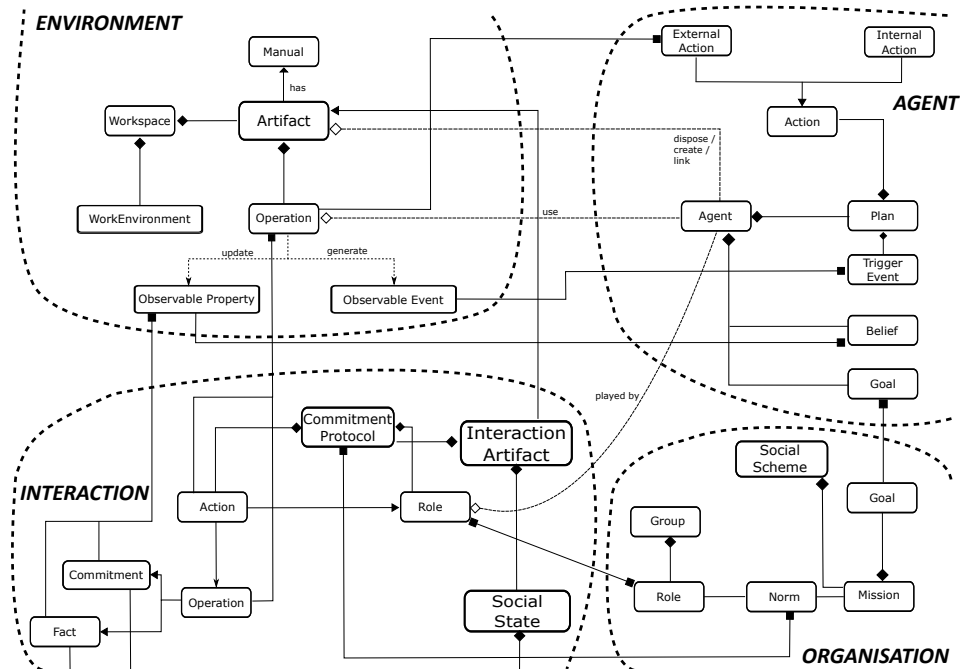 ENVIRONMENT
Manual
has
Workspace
Artifact
WorkEnvironment
Operation
update
generate
Observable Property
Observable Event
External
Action
Internal
Action
AGENT
Action
dispose /
create /
link
use
Agent
Plan
Trigger
Event
Belief
Goal
played by
INTERACTION
Commitment
Protocol
Interaction
Artifact
Action
Role
Commitment
Operation
Fact
Social
State
Social
Scheme
Goal
Group
Role
Norm
Mission
ORGANISATION